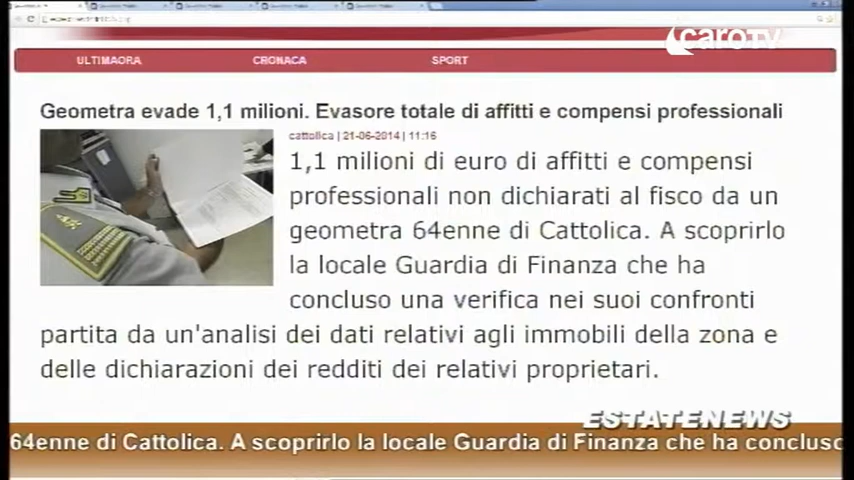 caroTV
ULTIMAORA CRONACA SPORT
Geometra evade 1,1 milioni. Evasore totale di affitti e compensi professionali
cattolica | 21-06-2014 | 11:16
1,1 milioni di euro di affitti e compensi
professionali non dichiarati al fisco da un
geometra 64enne di Cattolica. A scoprirlo
la locale Guardia di Finanza che ha
concluso una verifica nei suoi confronti
partita da un'analisi dei dati relativi agli immobili della zona e
delle dichiarazioni dei redditi dei relativi proprietari.
ESTATENEWS
64enne di Cattolica. A scoprirlo la locale Guardia di Finanza che ha concluso